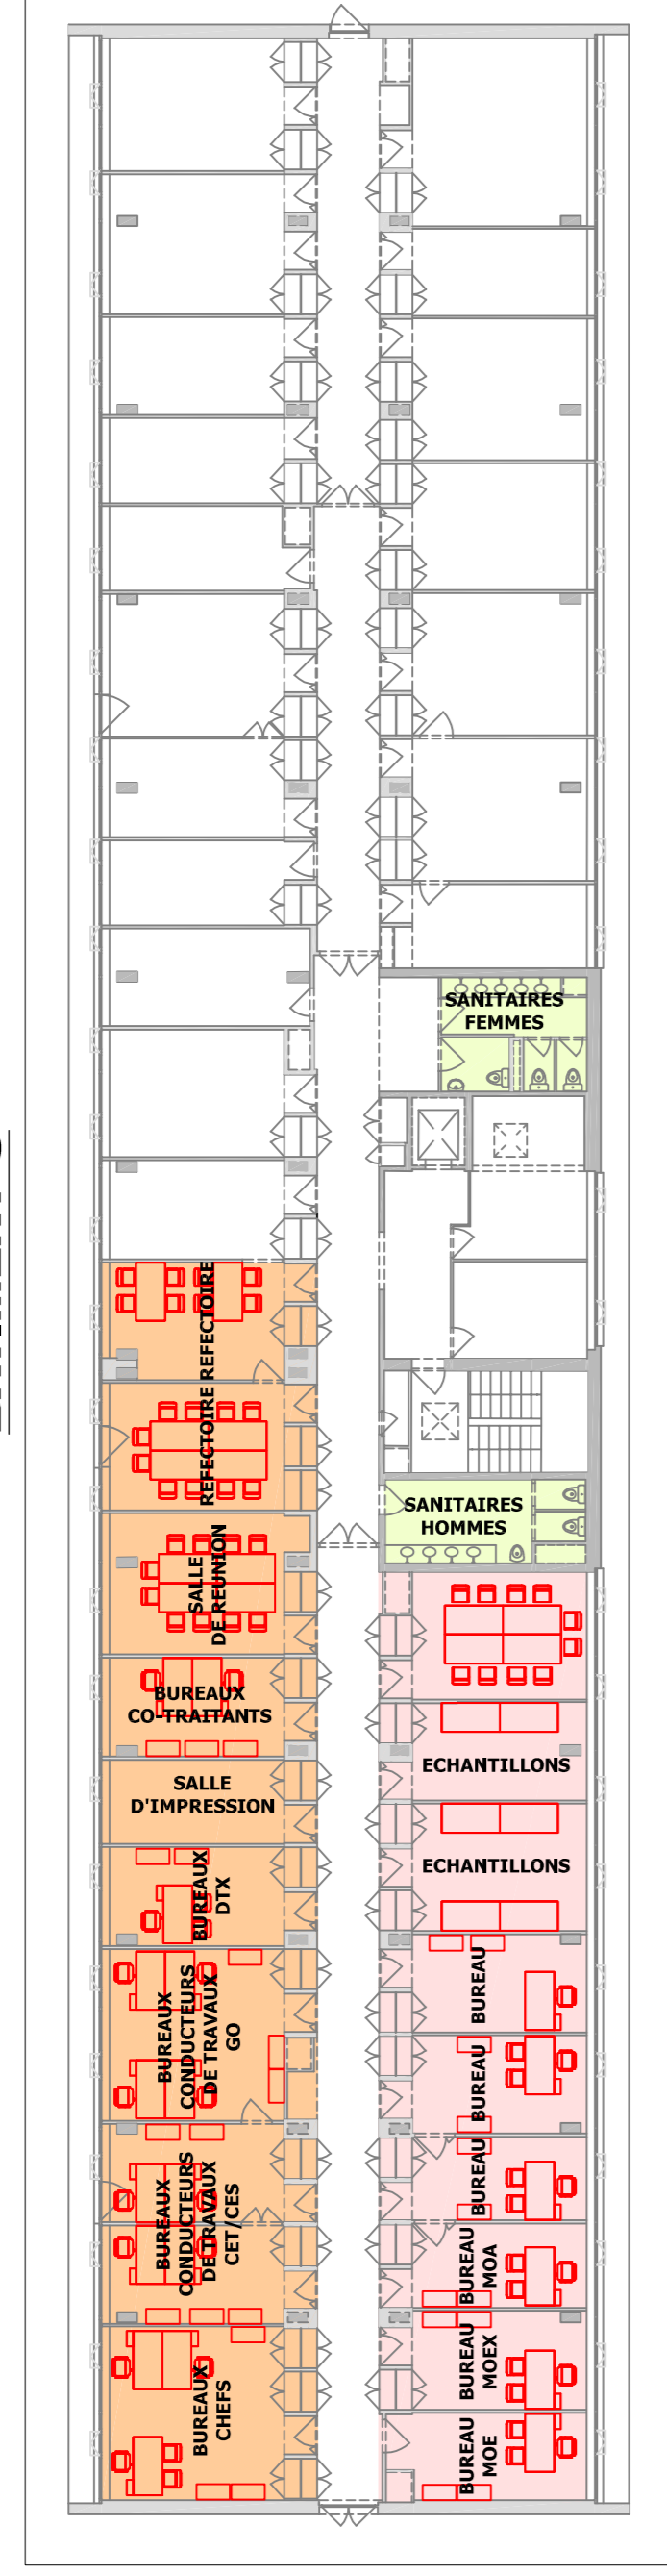 SANITAIRES
FEMMES
REFECTOIRE
REFECTOIRE
SANITAIRES
HOMMES
SALLE
DE REUNION
BUREAUX
CO-TRAITANTS
ECHANTILLONS
SALLE
D'IMPRESSION
ECHANTILLONS
BUREAUX
DTX
BUREAU
BUREAUX
CONDUCTEURS
DE TRAVAUX
GO
BUREAU
BUREAU
BUREAUX
CONDUCTEURS
DE TRAVAUX
CET/CES
BUREAU
MOA
BUREAU
MOEX
BUREAUX
CHEFS
BUREAU
MOE